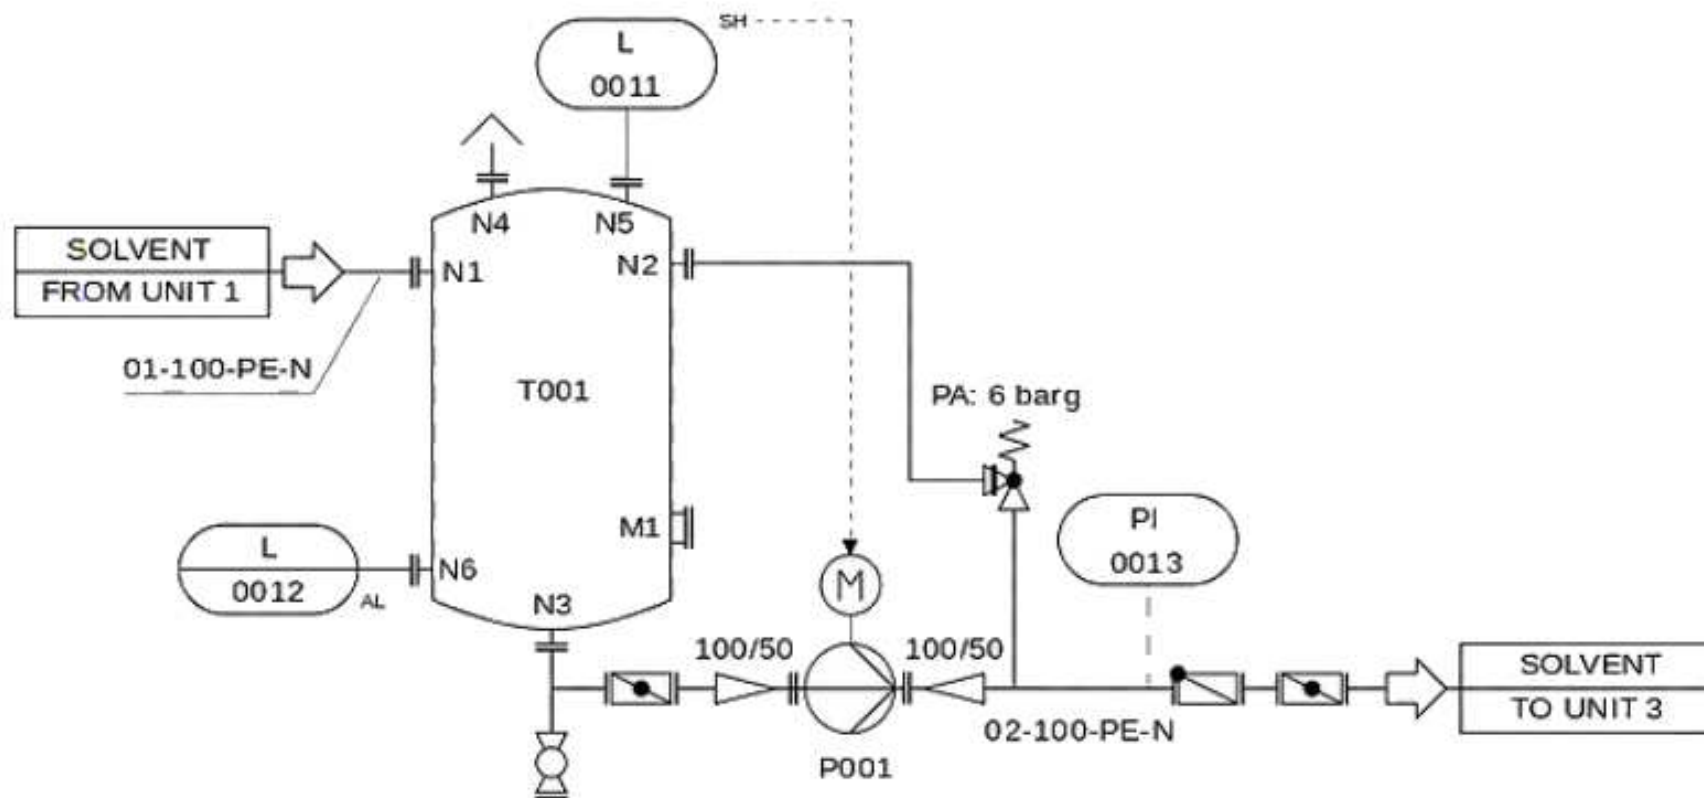 SH
L
0011
N4
N5
SOLVENT
FROM UNIT 1
N1
N2
01-100-PE-N
T001
PA: 6 barg
L
0012
AL
N6
M1
N3
PI
0013
M
100/50
100/50
SOLVENT
TO UNIT 3
02-100-PE-N
P001